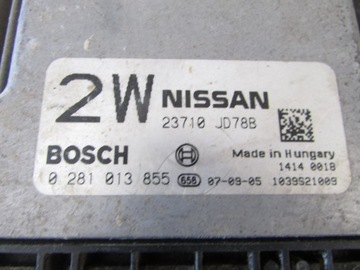 2W NISSAN
23710 JD78B
BOSCH
Made in Hungary
1414 001B
0 281 013 855 656 07-09-05 1039S21009